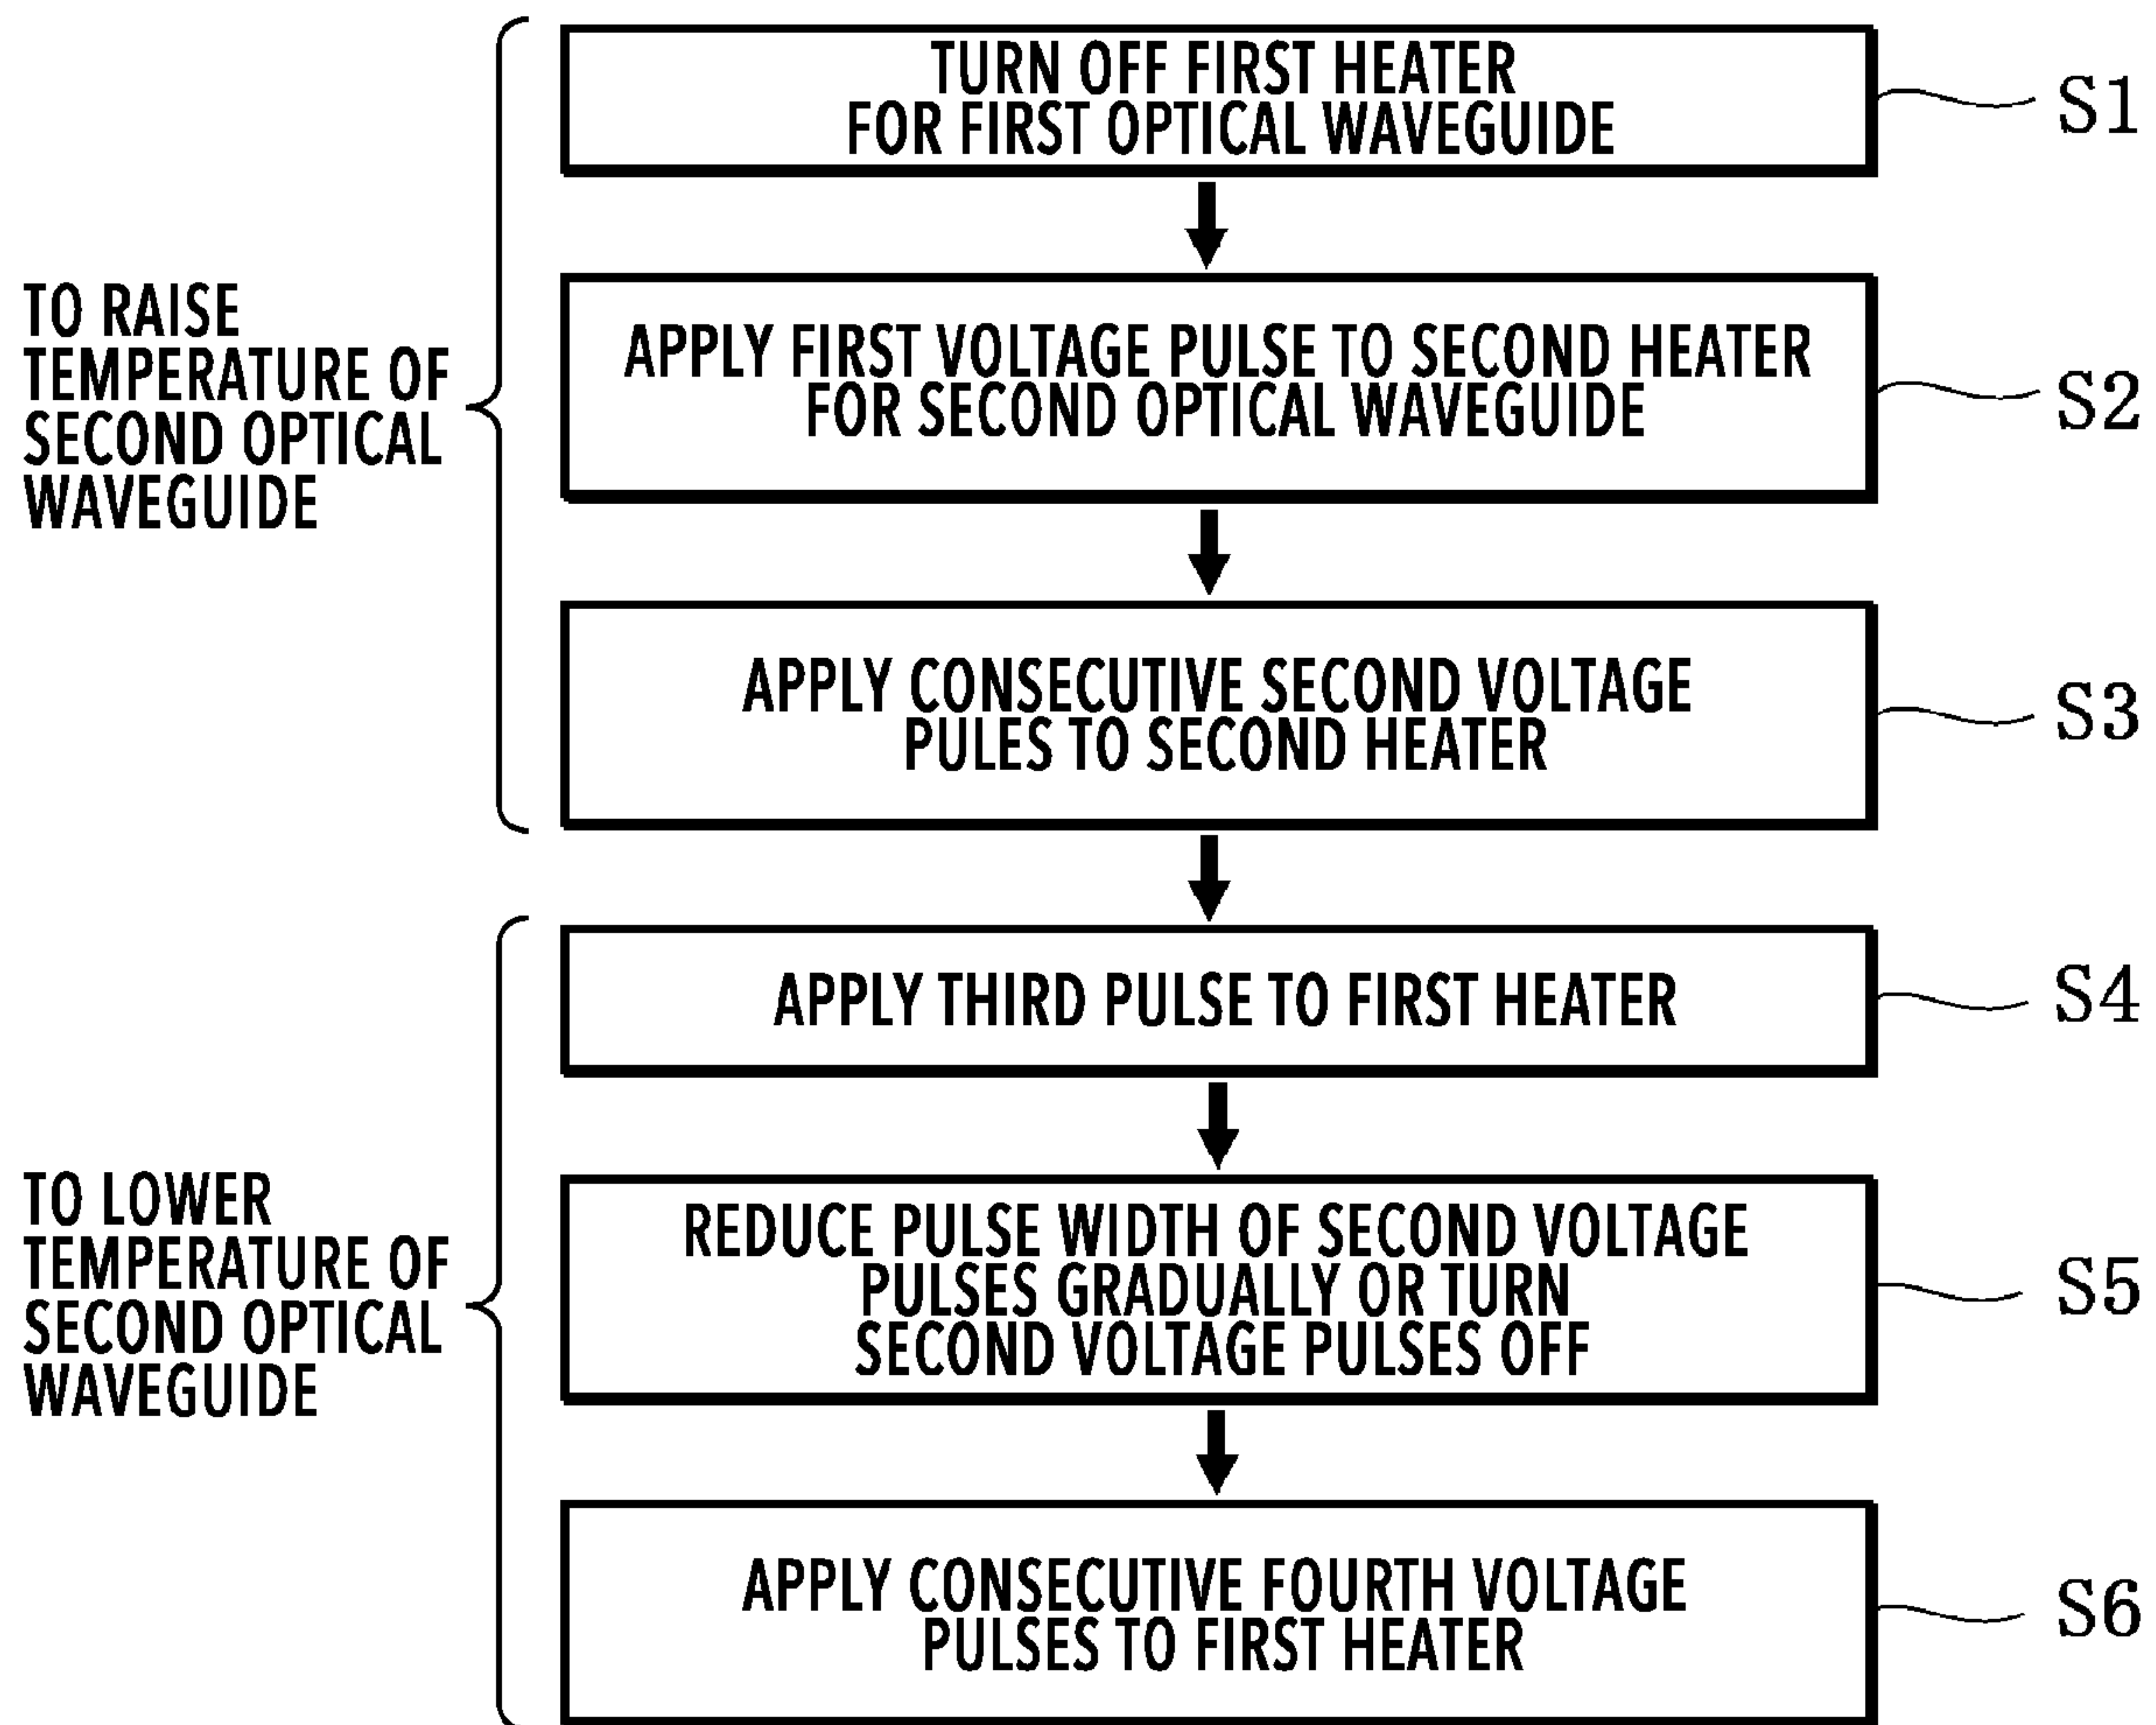 TURN OFF FIRST HEATER
FOR FIRST OPTICAL WAVEGUIDE
S1
TO RAISE
TEMPERATURE OF
SECOND OPTICAL
WAVEGUIDE
APPLY FIRST VOLTAGE PULSE TO SECOND HEATER
FOR SECOND OPTICAL WAVEGUIDE
S2
APPLY CONSECUTIVE SECOND VOLTAGE
PULES TO SECOND HEATER
S3
APPLY THIRD PULSE TO FIRST HEATER
S4
TO LOWER
TEMPERATURE OF
SECOND OPTICAL
WAVEGUIDE
REDUCE PULSE WIDTH OF SECOND VOLTAGE
PULSES GRADUALLY OR TURN
SECOND VOLTAGE PULSES OFF
S5
APPLY CONSECUTIVE FOURTH VOLTAGE
PULSES TO FIRST HEATER
S6